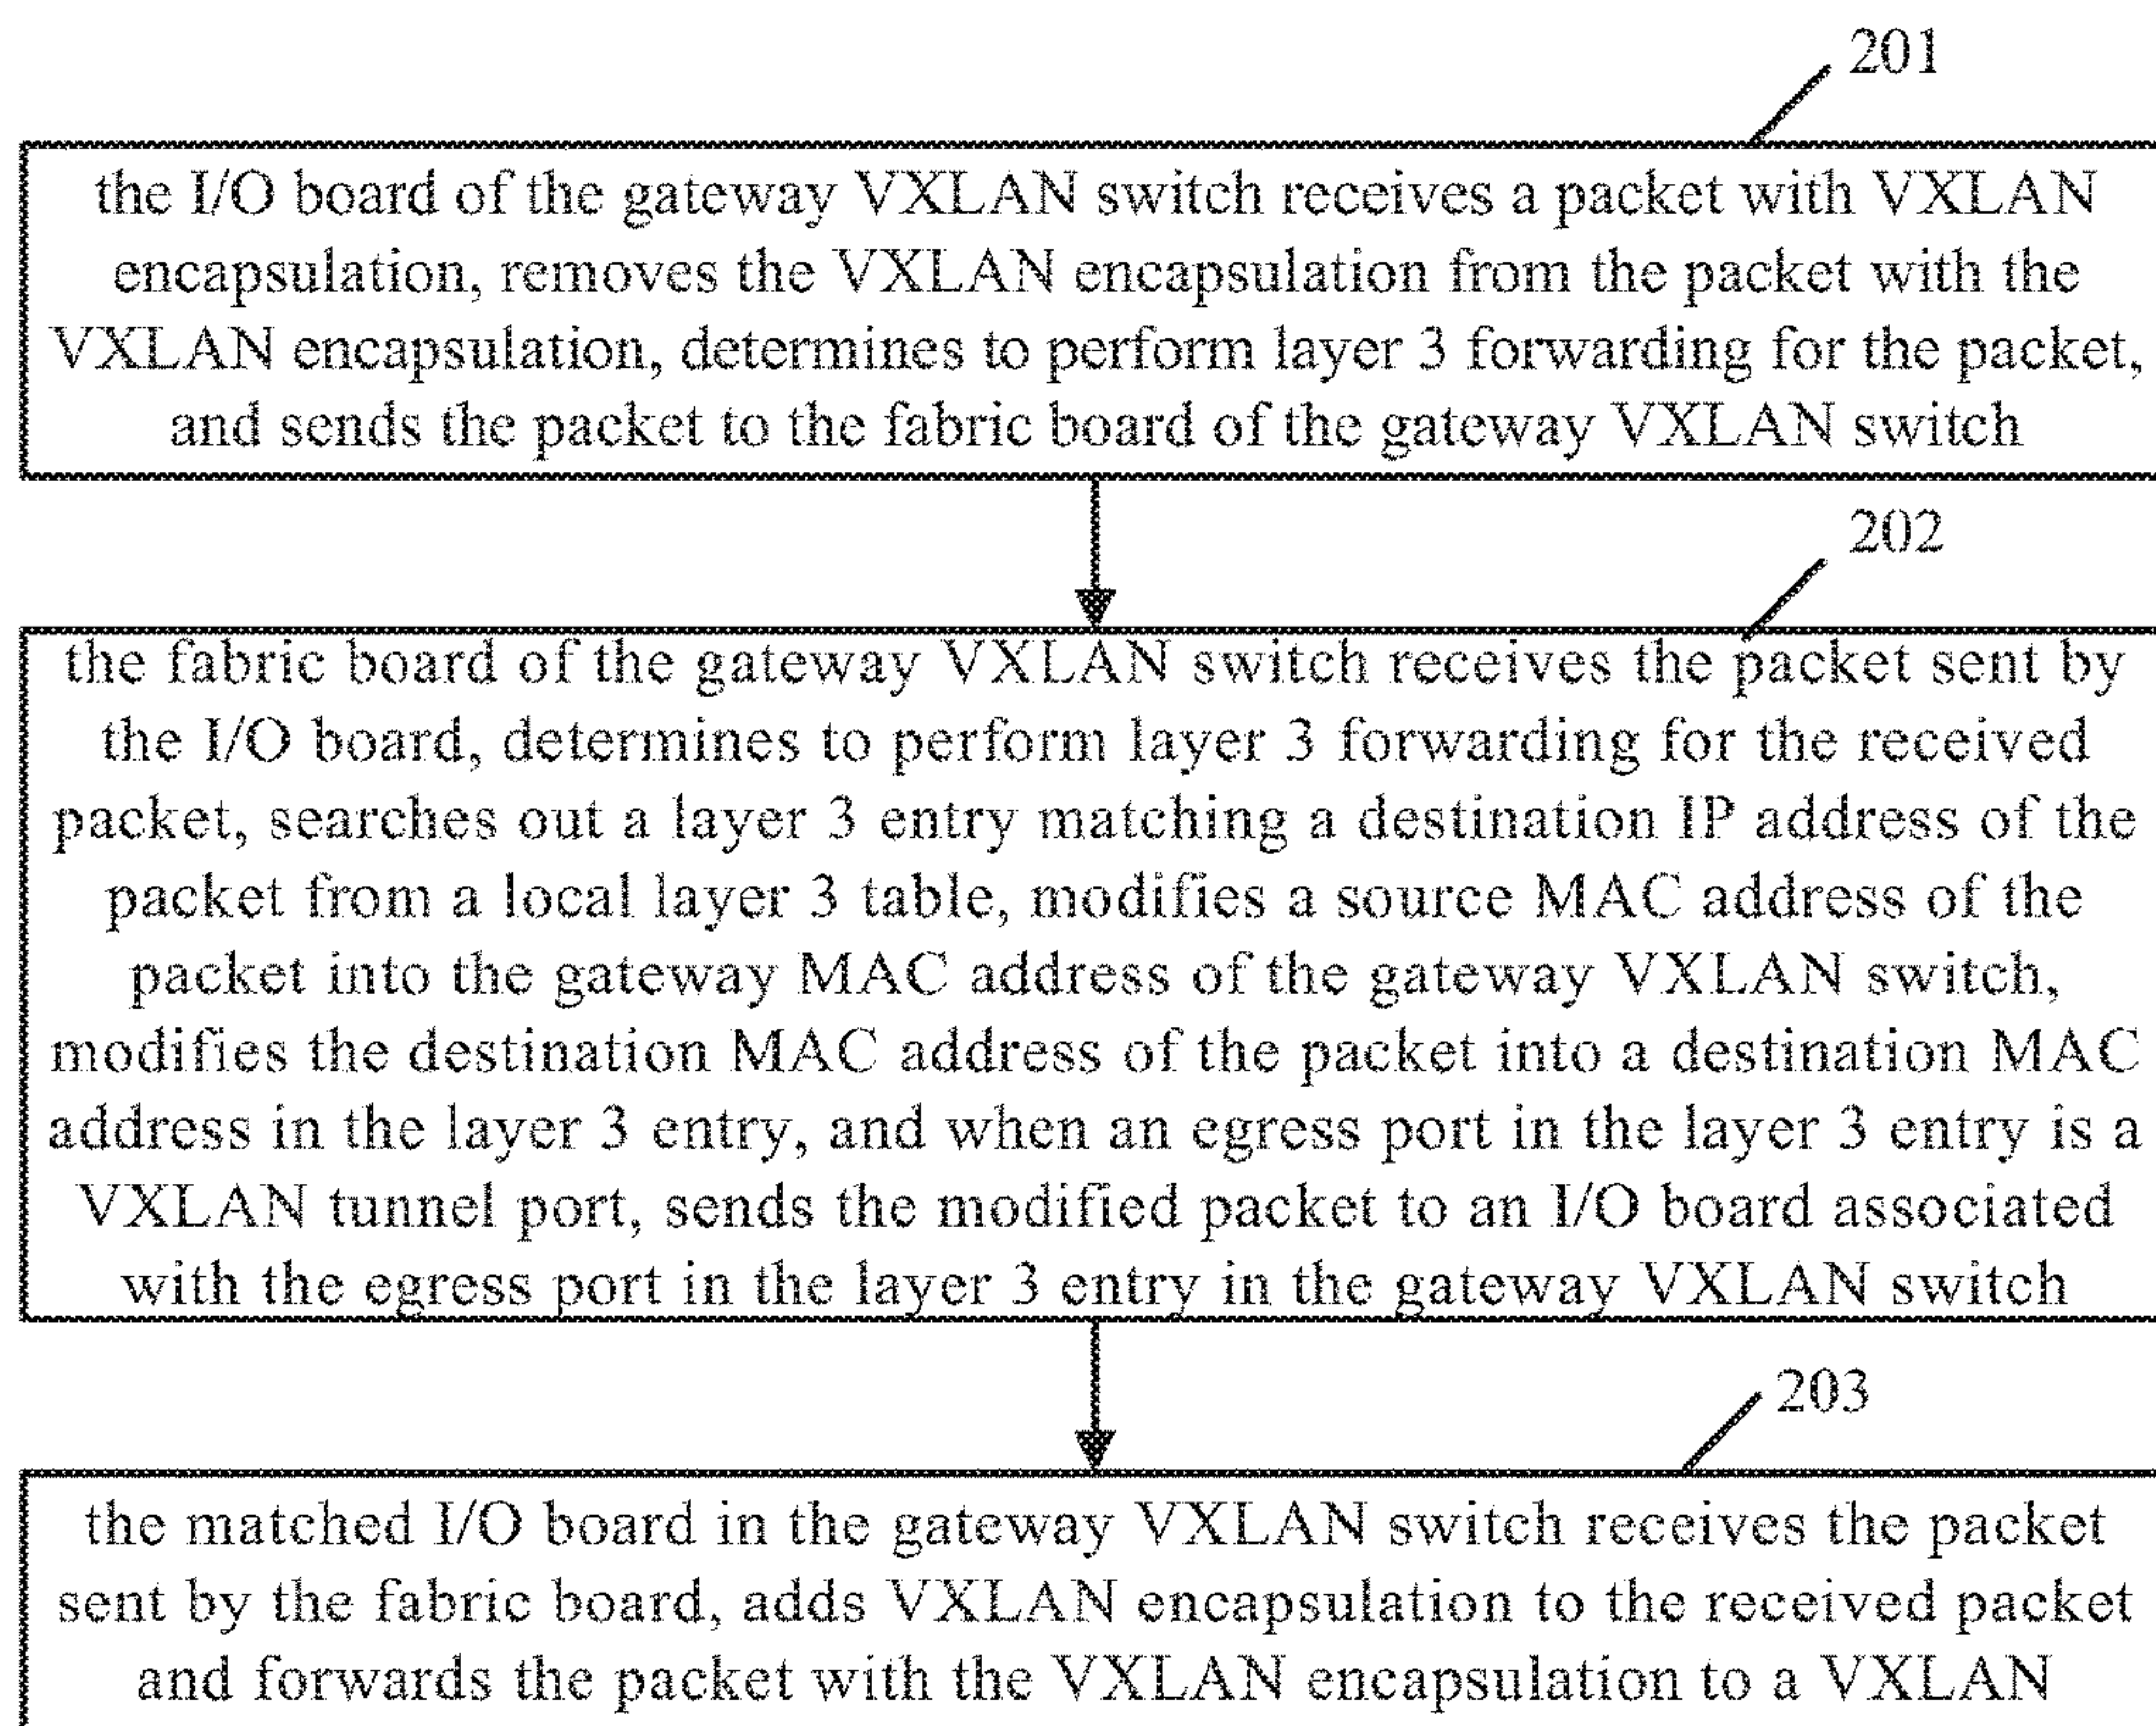 201
the I/O board of the gateway VXLAN switch receives a packet with VXLAN
encapsulation, removes the VXLAN encapsulation from the packet with the
VXLAN encapsulation, determines to perform layer 3 forwarding for the packet,
and sends the packet to the fabric board of the gateway VXLAN switch
202
the fabric board of the gateway VXLAN switch receives the packet sent by
the I/O board, determines to perform layer 3 forwarding for the received
packet, searches out a layer 3 entry matching a destination IP address of the
packet from a local layer 3 table, modifies a source MAC address of the
packet into the gateway MAC address of the gateway VXLAN switch,
modifies the destination MAC address of the packet into a destination MAC
address in the layer 3 entry, and when an egress port in the layer 3 entry is a
VXLAN tunnel port, sends the modified packet to an I/O board associated
with the egress port in the layer 3 entry in the gateway VXLAN switch
203
the matched I/O board in the gateway VXLAN switch receives the packet
sent by the fabric board, adds VXLAN encapsulation to the received packet
and forwards the packet with the VXLAN encapsulation to a VXLAN